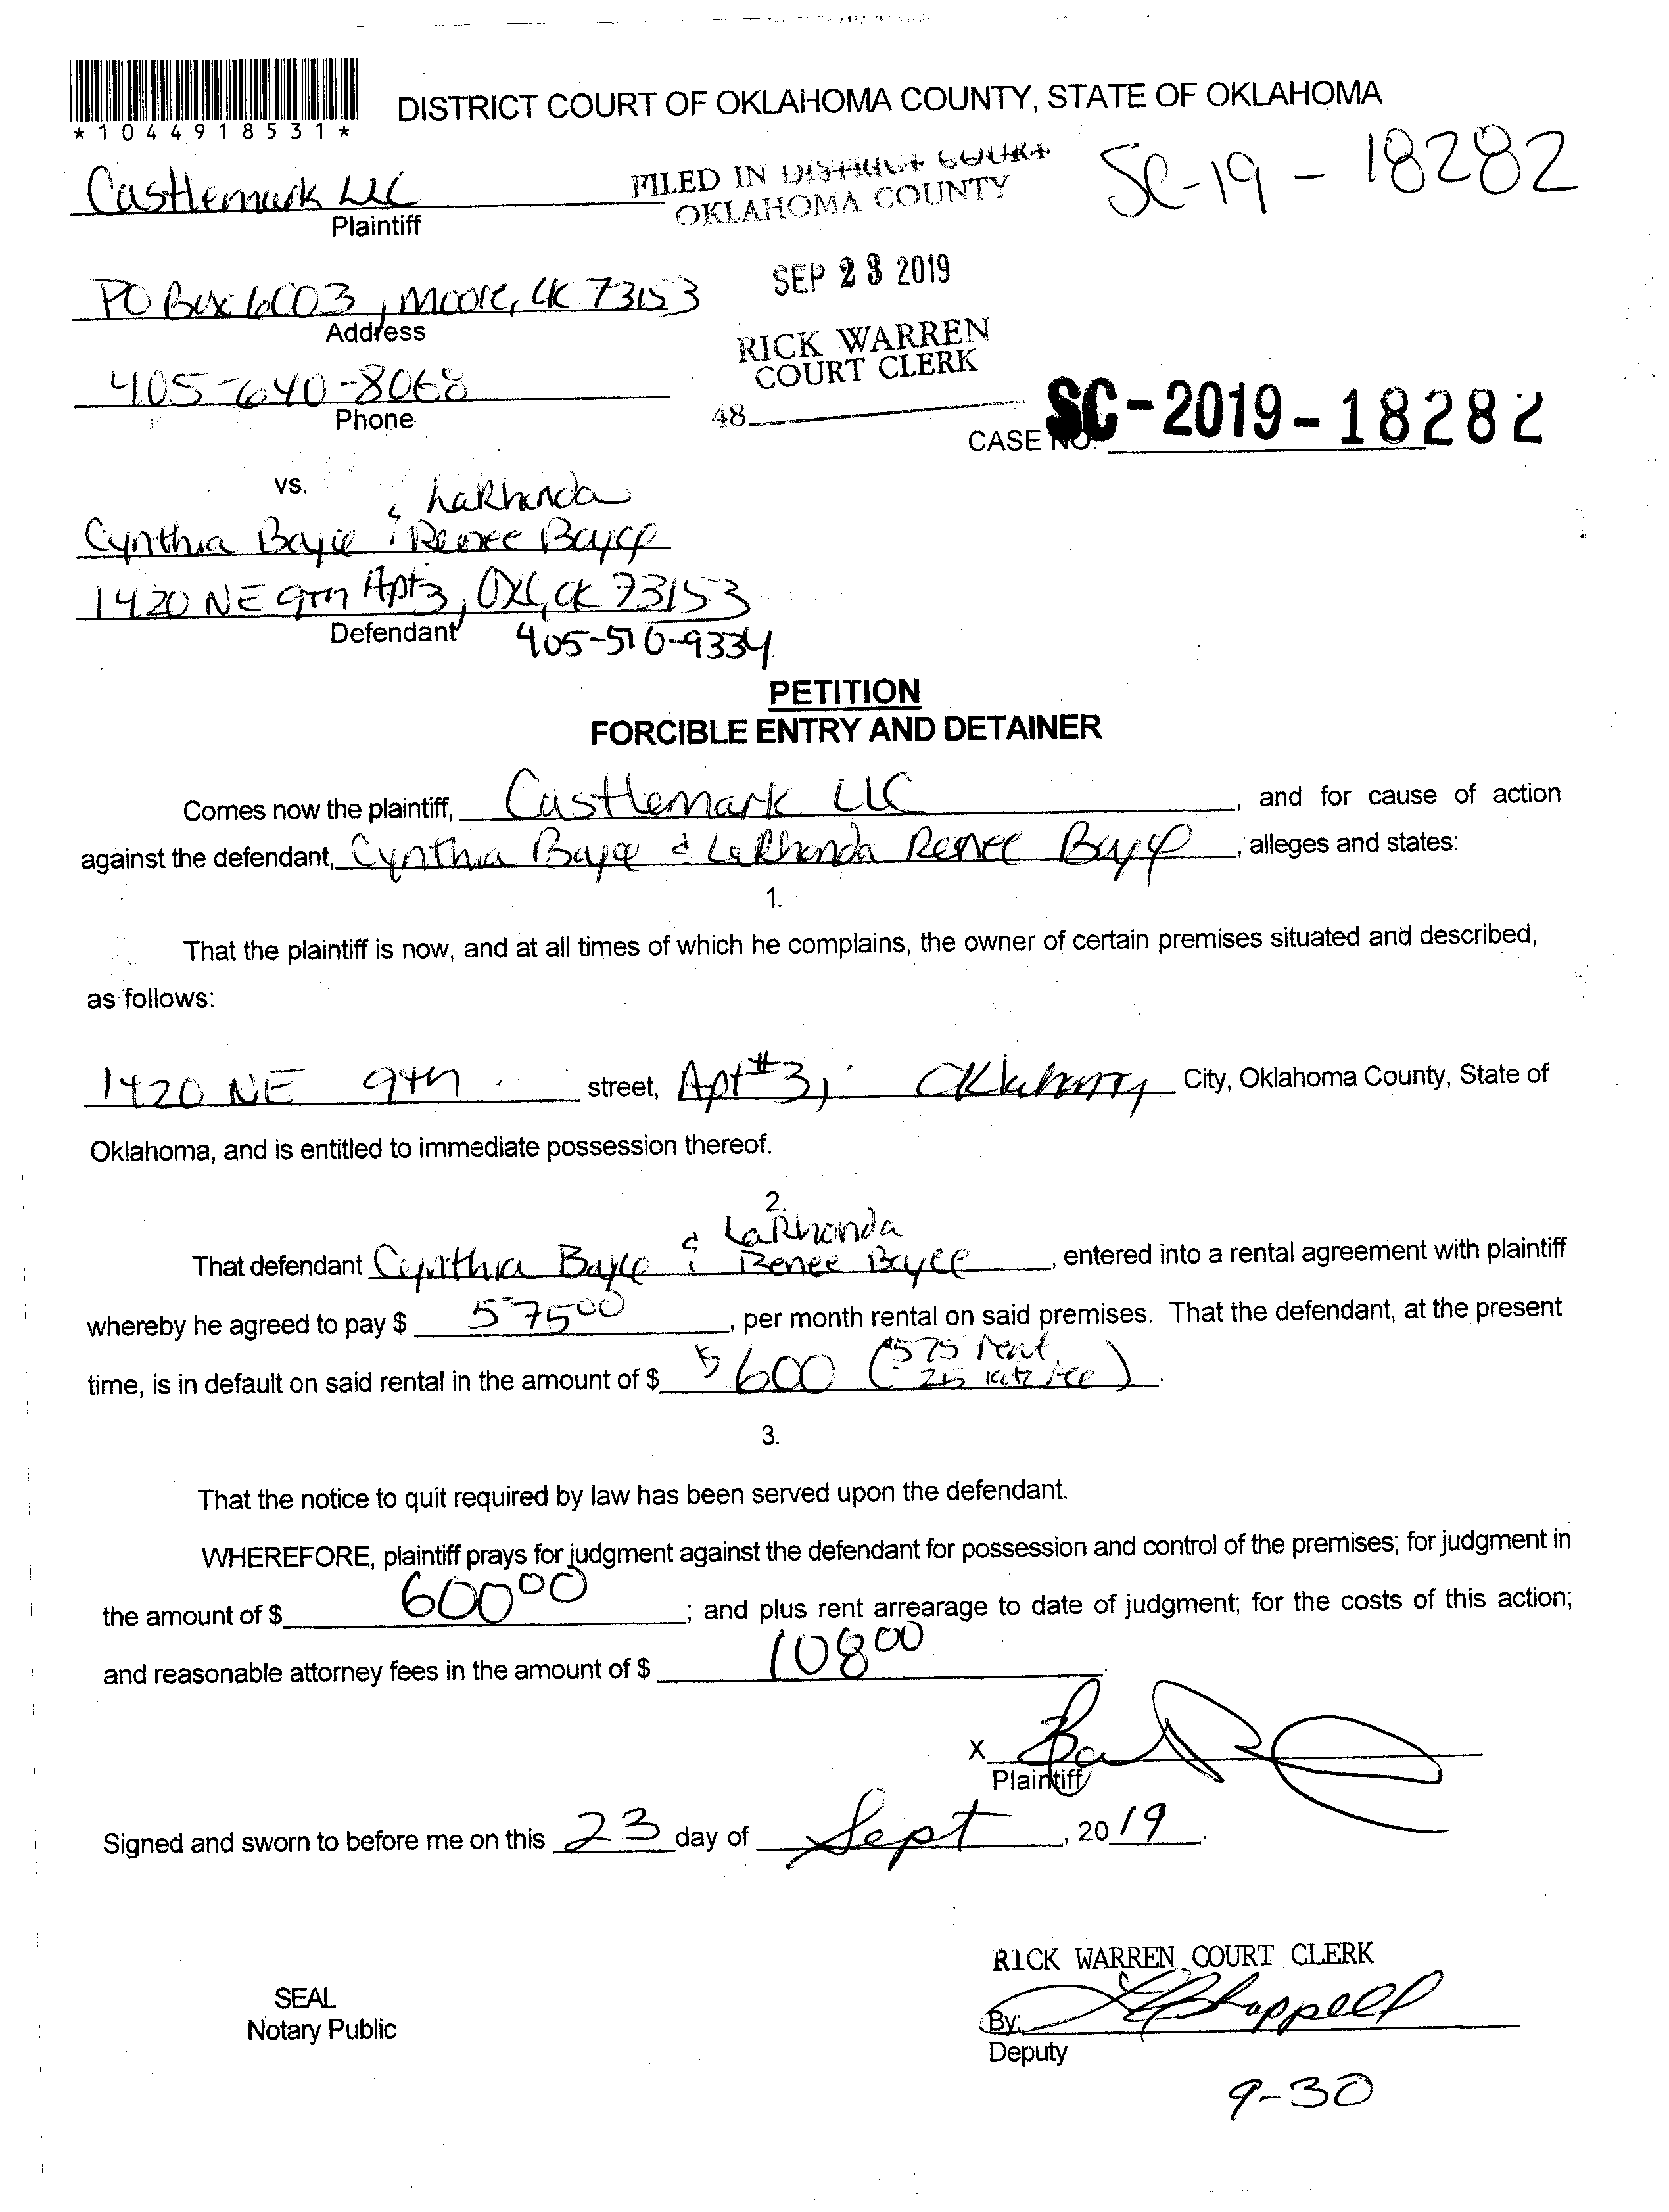 *1044918531*
DISTRICT COURT OF OKLAHOMA COUNTY, STATE OF OKLAHOMA
SC-19-18282
Castlemark LLC
FILED IN DISTRICT COURT
OKLAHOMA COUNTY
Plaintiff
SEP 23 2019
PO Box 6003, Moore, OK 73153
Address
RICK WARREN
COURT CLERK
405-640-8068
Phone
48
CASE NO. SC-2019-18282
vs.
& LaRhonda
Cynthia Bayce Renee Bayce
1420 NE 9th Apt 3, OKC, OK 73153
Defendant 405-510-9334
PETITION
FORCIBLE ENTRY AND DETAINER
Comes now the plaintiff, Castlemark LLC, and for cause of action
against the defendant, Cynthia Bayce & LaRhonda Renee Bayce, alleges and states:
1.
That the plaintiff is now, and at all times of which he complains, the owner of certain premises situated and described,
as follows:
1420 NE 9th street, Apt #3, Oklahoma City, Oklahoma County, State of
Oklahoma, and is entitled to immediate possession thereof.
2.
& LaRhonda
That defendant Cynthia Bayce Renee Bayce, entered into a rental agreement with plaintiff
whereby he agreed to pay $ 575 00, per month rental on said premises. That the defendant, at the present
time, is in default on said rental in the amount of $ $600 ($575 rent 25 late fee).
3.
That the notice to quit required by law has been served upon the defendant.
WHEREFORE, plaintiff prays for judgment against the defendant for possession and control of the premises; for judgment in
the amount of $ 600 00; and plus rent arrearage to date of judgment; for the costs of this action;
and reasonable attorney fees in the amount of $ 108 00.
X
Plaintiff
Signed and sworn to before me on this 23 day of Sept, 2019.
RICK WARREN COURT CLERK
SEAL
Notary Public
By:
Deputy
9-30